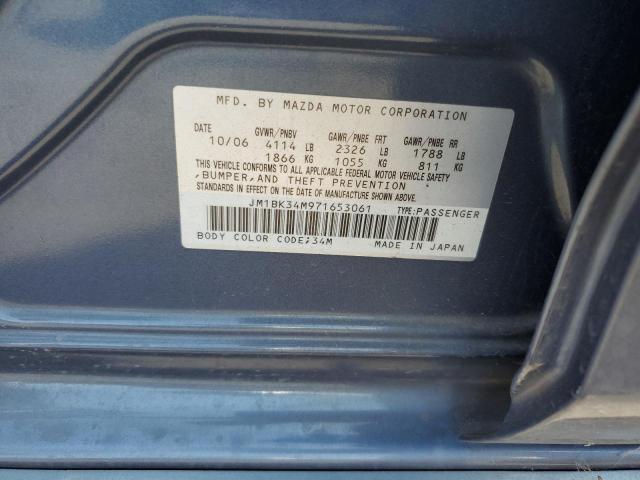 MFD. BY MAZDA MOTOR CORPORATION
DATE GVWR/PNBV GAWR/PNBE FRT GAWR/PNBE RR
10/06 4114 LB 2326 LB 1788 LB
1866 KG 1055 KG 811 KG
THIS VEHICLE CONFORMS TO ALL APPLICABLE FEDERAL MOTOR VEHICLE SAFETY,
BUMPER, AND THEFT PREVENTION
STANDARDS IN EFFECT ON THE DATE OF MANUFACTURE SHOWN ABOVE.
JM1BK34M971653061 TYPE:PASSENGER
BODY COLOR CODE:34M MADE IN JAPAN